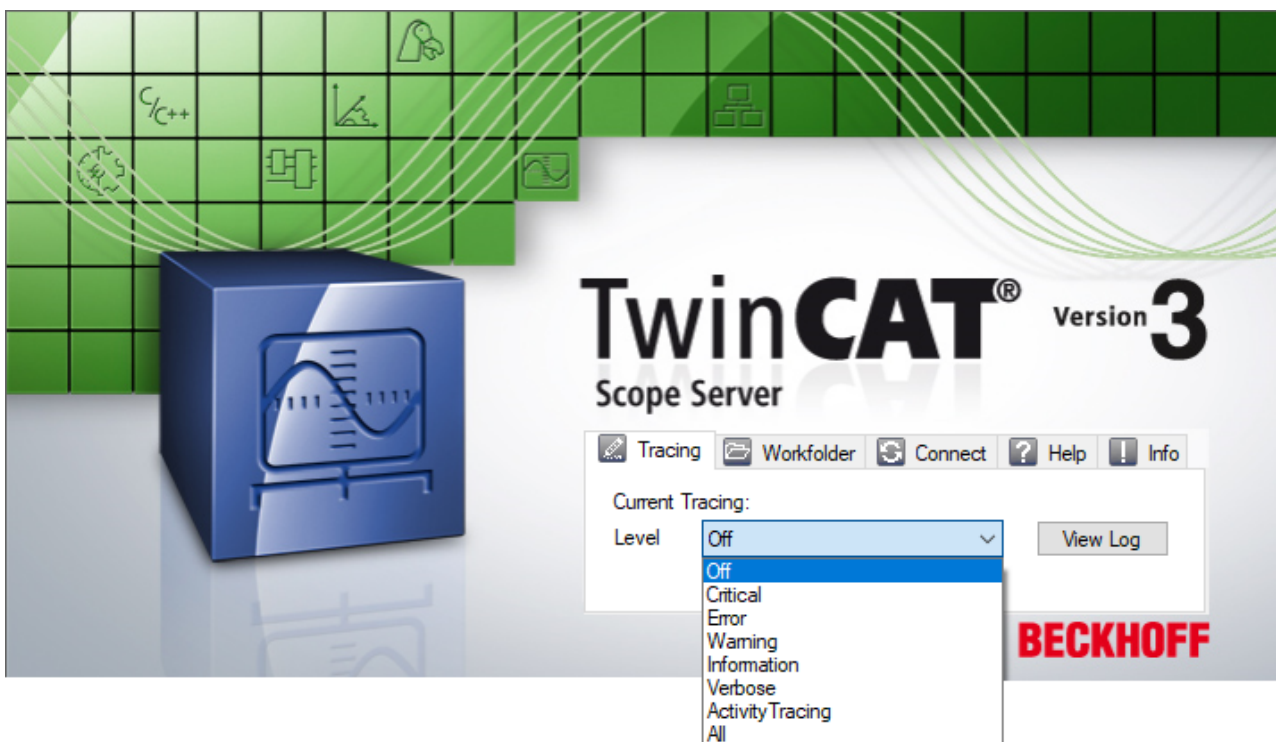 C/C++
TwinCAT® Version 3
Scope Server
Tracing Workfolder Connect ? Help ! Info
Current Tracing:
Level Off View Log
Off
Critical
Error
Warning
Information
BECKHOFF
Verbose
ActivityTracing
All